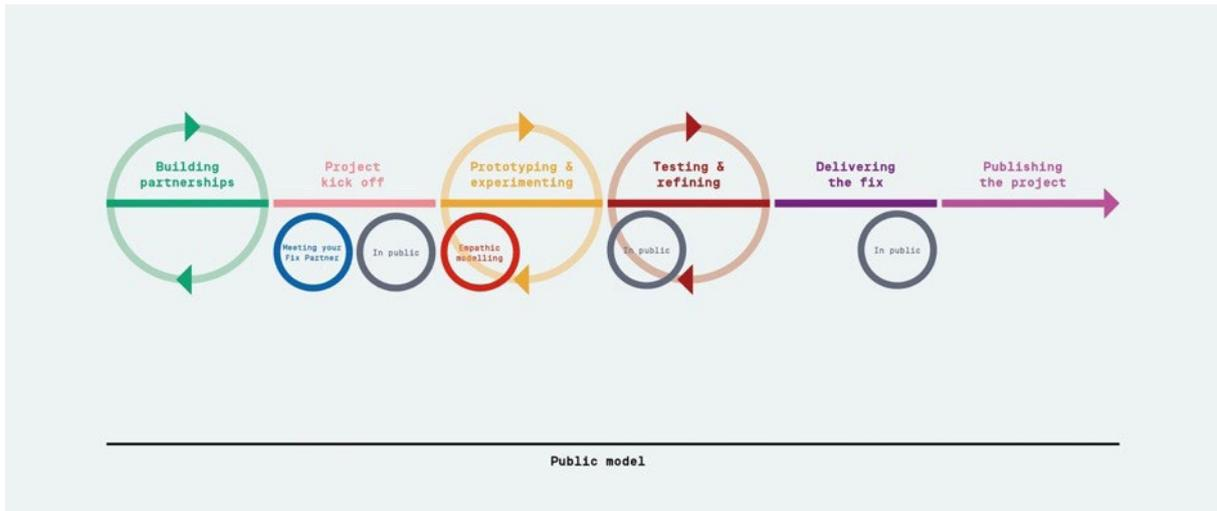 Building
partnerships
Project
kick off
Prototyping &
experimenting
Testing &
refining
Delivering
the fix
Publishing
the project
Meeting your
Fix Partner
In public
Empathic
modelling
In public
In public
Public model